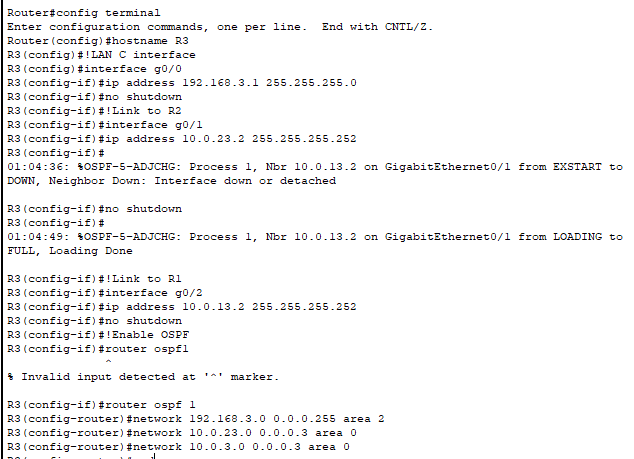 Router#config terminal
Enter configuration commands, one per line.  End with CNTL/Z.
Router(config)#hostname R3
R3(config)#!LAN C interface
R3(config)#interface g0/0
R3(config-if)#ip address 192.168.3.1 255.255.255.0
R3(config-if)#no shutdown
R3(config-if)#!Link to R2
R3(config-if)#interface g0/1
R3(config-if)#ip address 10.0.23.2 255.255.255.252
R3(config-if)#
01:04:36: %OSPF-5-ADJCHG: Process 1, Nbr 10.0.13.2 on GigabitEthernet0/1 from EXSTART to
DOWN, Neighbor Down: Interface down or detached
R3(config-if)#no shutdown
R3(config-if)#
01:04:49: %OSPF-5-ADJCHG: Process 1, Nbr 10.0.13.2 on GigabitEthernet0/1 from LOADING to
FULL, Loading Done
R3(config-if)#!Link to R1
R3(config-if)#interface g0/2
R3(config-if)#ip address 10.0.13.2 255.255.255.252
R3(config-if)#no shutdown
R3(config-if)#!Enable OSPF
R3(config-if)#router ospf1
^
% Invalid input detected at '^' marker.
R3(config-if)#router ospf 1
R3(config-router)#network 192.168.3.0 0.0.0.255 area 2
R3(config-router)#network 10.0.23.0 0.0.0.3 area 0
R3(config-router)#network 10.0.3.0 0.0.0.3 area 0